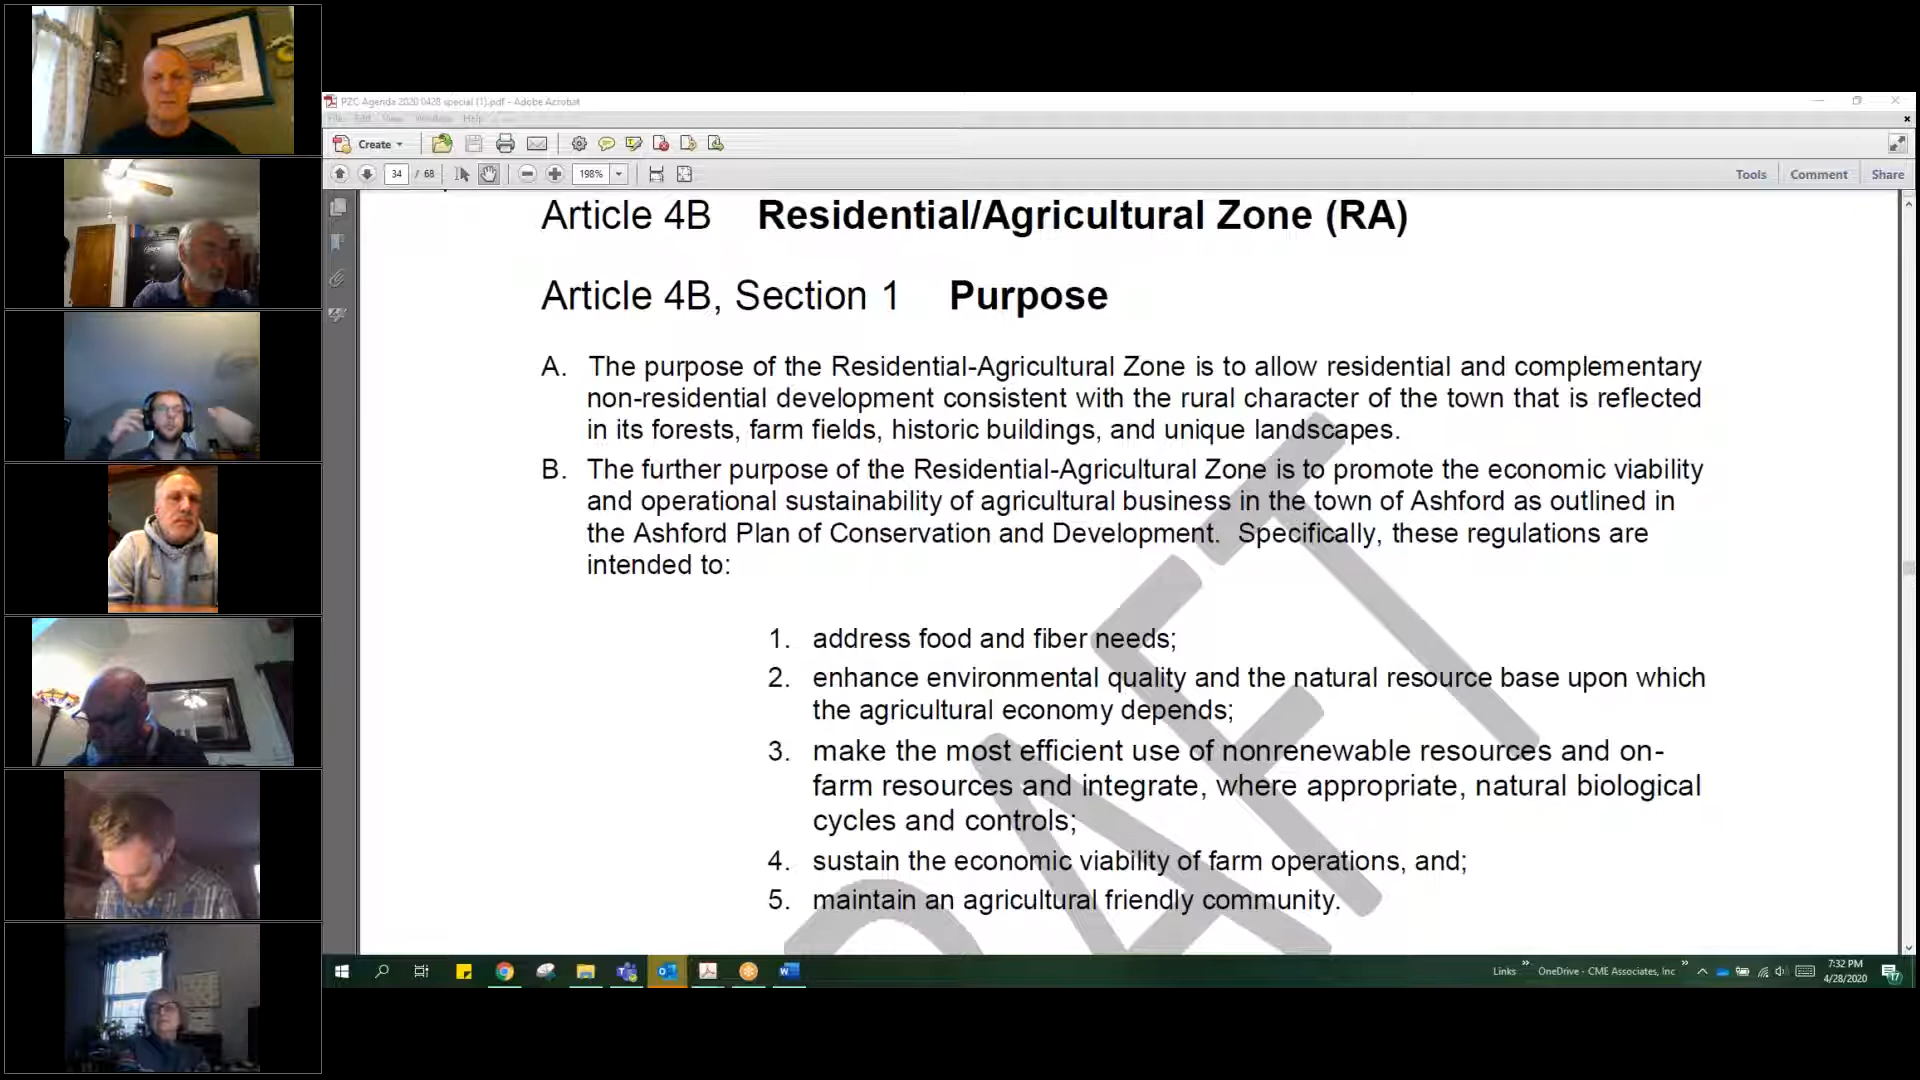 PZC Agenda 2020 0428 special (1).pdf - Adobe Acrobat
File Edit View Window Help
Create
34 / 68 198% Tools Comment Share
Article 4B Residential/Agricultural Zone (RA)
Article 4B, Section 1 Purpose
A. The purpose of the Residential-Agricultural Zone is to allow residential and complementary
non-residential development consistent with the rural character of the town that is reflected
in its forests, farm fields, historic buildings, and unique landscapes.
B. The further purpose of the Residential-Agricultural Zone is to promote the economic viability
and operational sustainability of agricultural business in the town of Ashford as outlined in
the Ashford Plan of Conservation and Development. Specifically, these regulations are
intended to:
1. address food and fiber needs;
2. enhance environmental quality and the natural resource base upon which
the agricultural economy depends;
3. make the most efficient use of nonrenewable resources and on-
farm resources and integrate, where appropriate, natural biological
cycles and controls;
4. sustain the economic viability of farm operations, and;
5. maintain an agricultural friendly community.
DRAFT
Links » OneDrive - CME Associates, Inc » 7:32 PM
4/28/2020
17